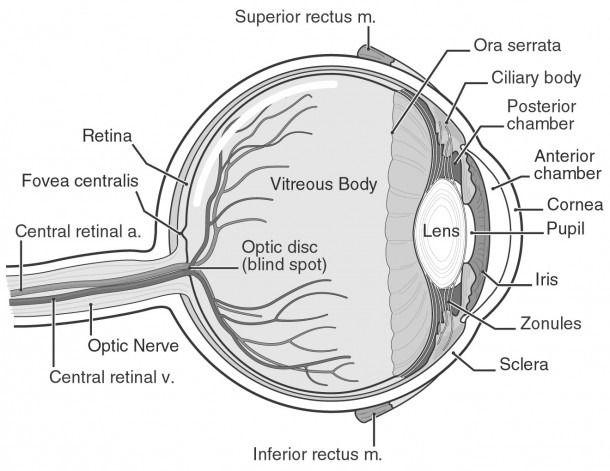 Superior rectus m.
Ora serrata
Ciliary body
Posterior
chamber
Anterior
chamber
Retina
Fovea centralis
Vitreous Body
Cornea
Central retinal a.
Lens
Pupil
Optic disc
(blind spot)
Iris
Zonules
Optic Nerve
Sclera
Central retinal v.
Inferior rectus m.